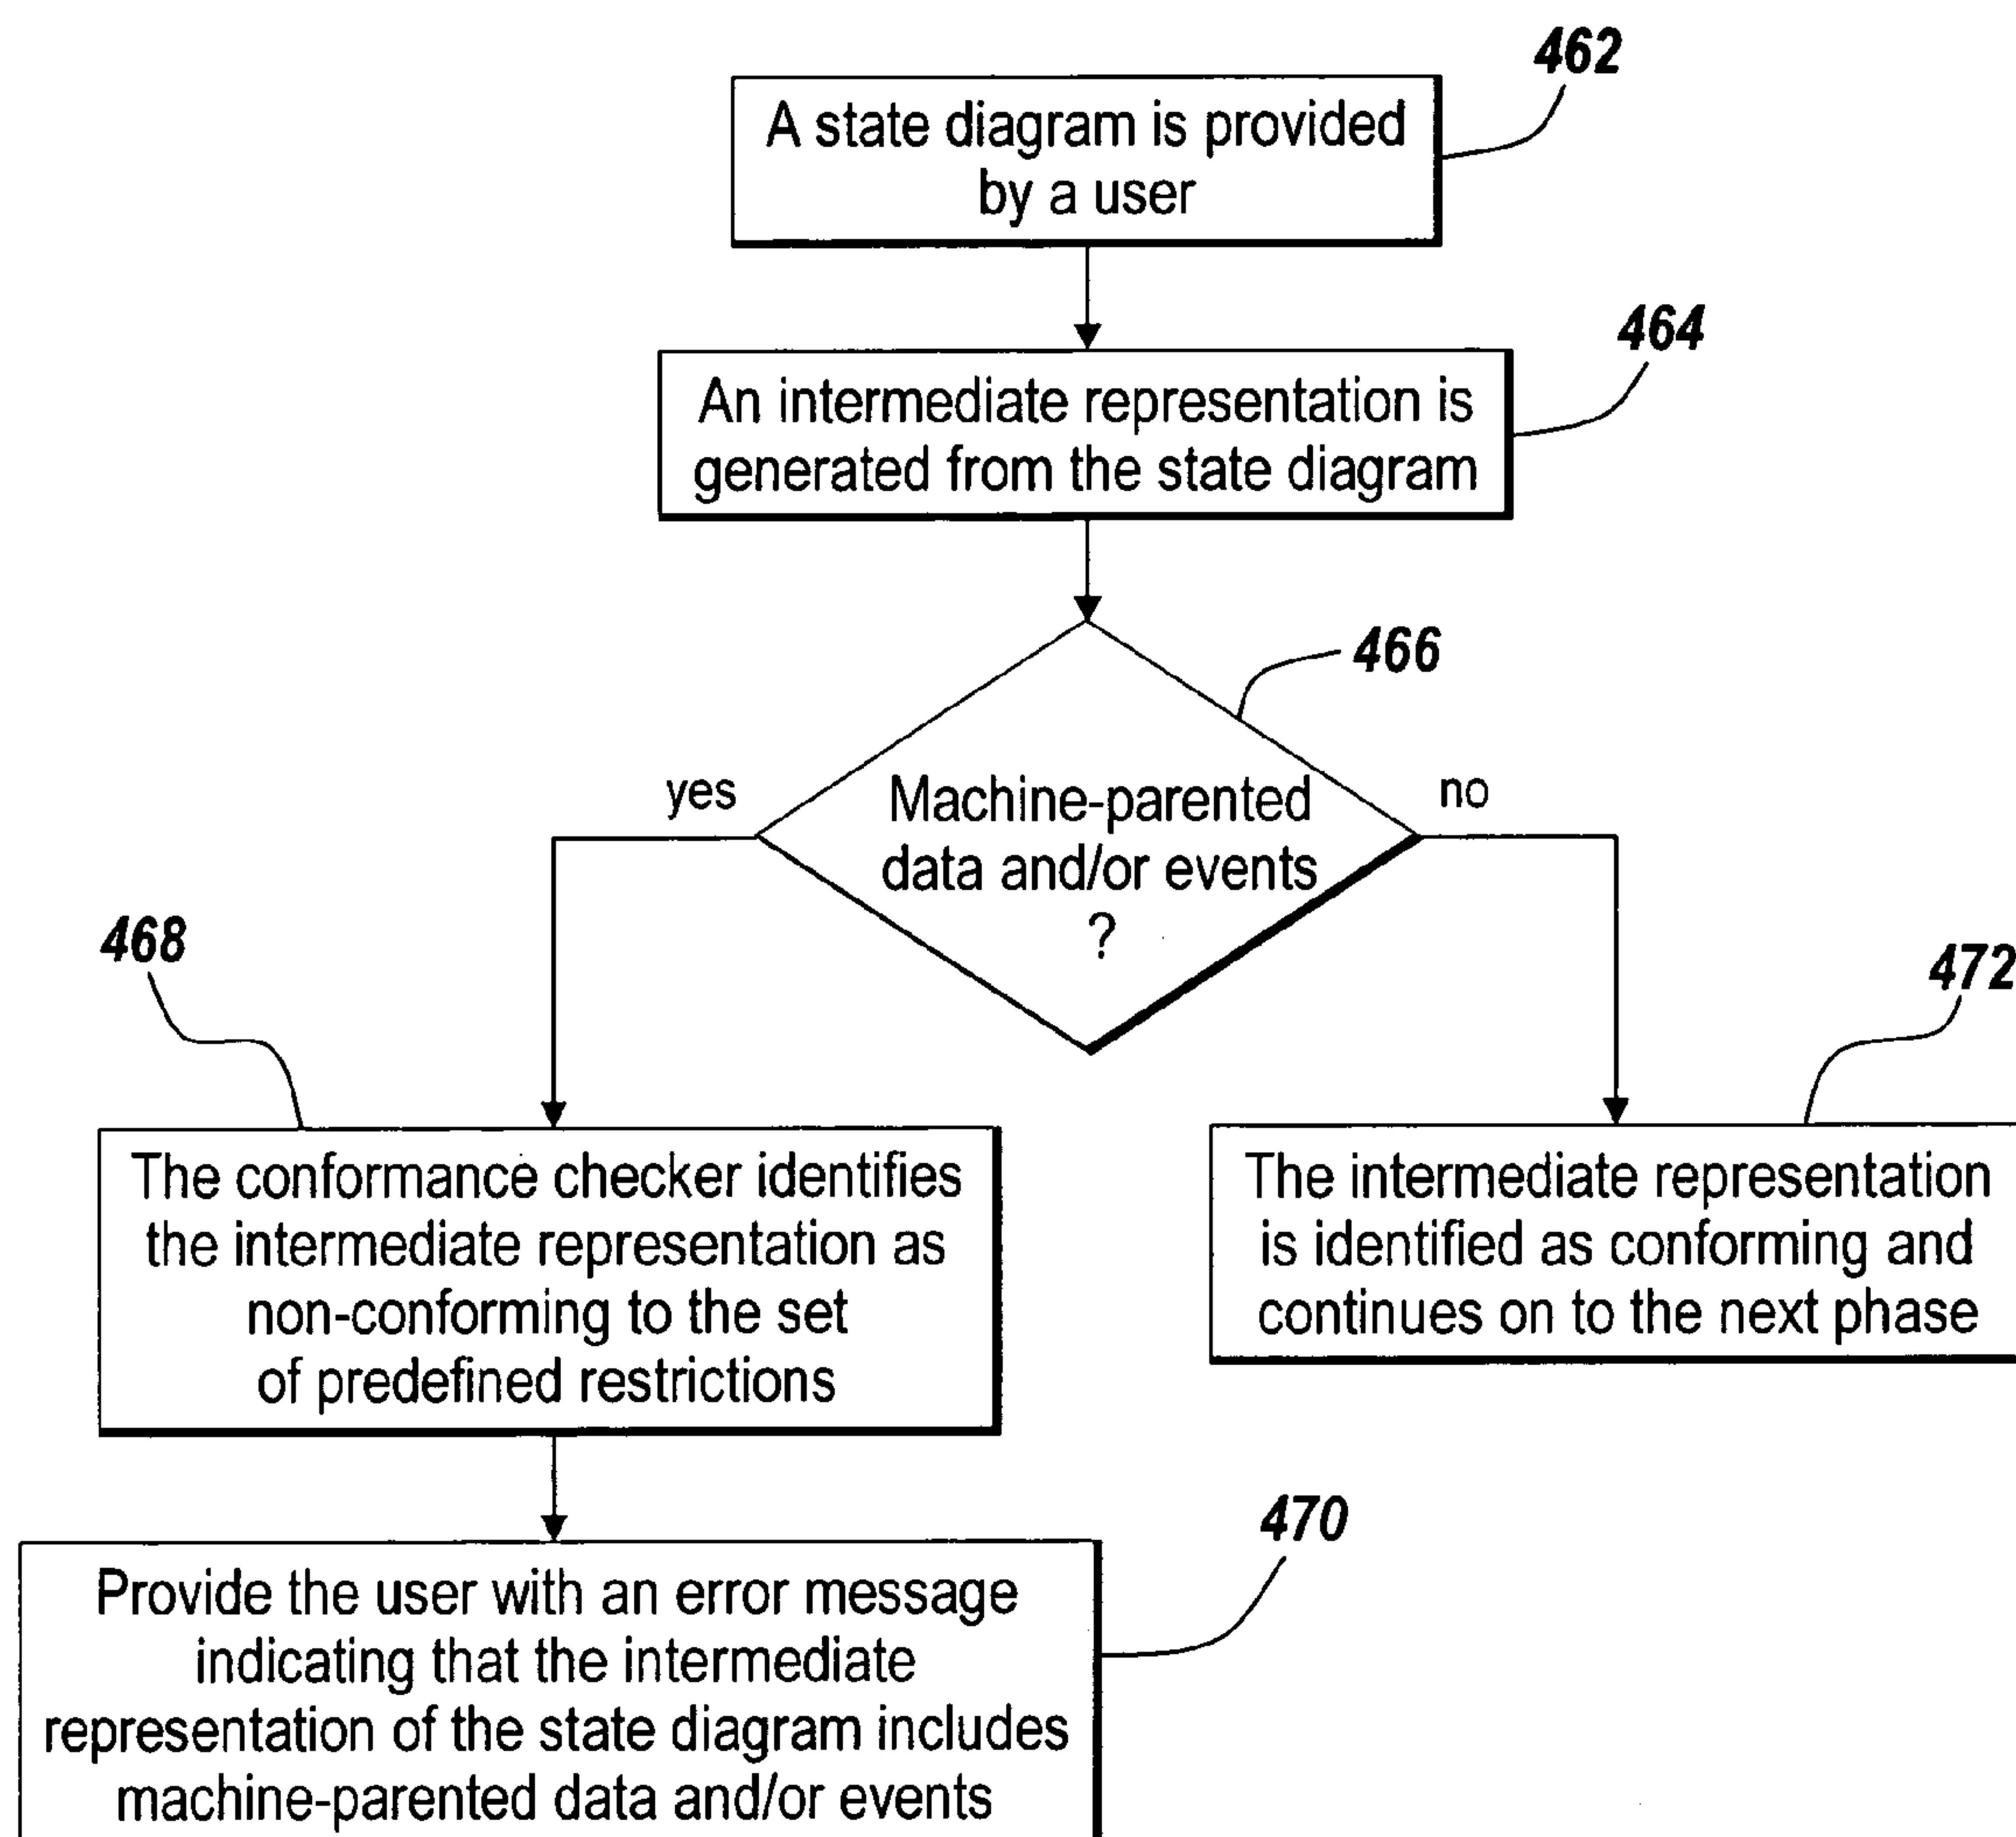 462
A state diagram is provided
by a user
464
An intermediate representation is
generated from the state diagram
466
yes
Machine-parented
data and/or events
?
no
468
472
The conformance checker identifies
the intermediate representation as
non-conforming to the set
of predefined restrictions
The intermediate representation
is identified as conforming and
continues on to the next phase
470
Provide the user with an error message
indicating that the intermediate
representation of the state diagram includes
machine-parented data and/or events